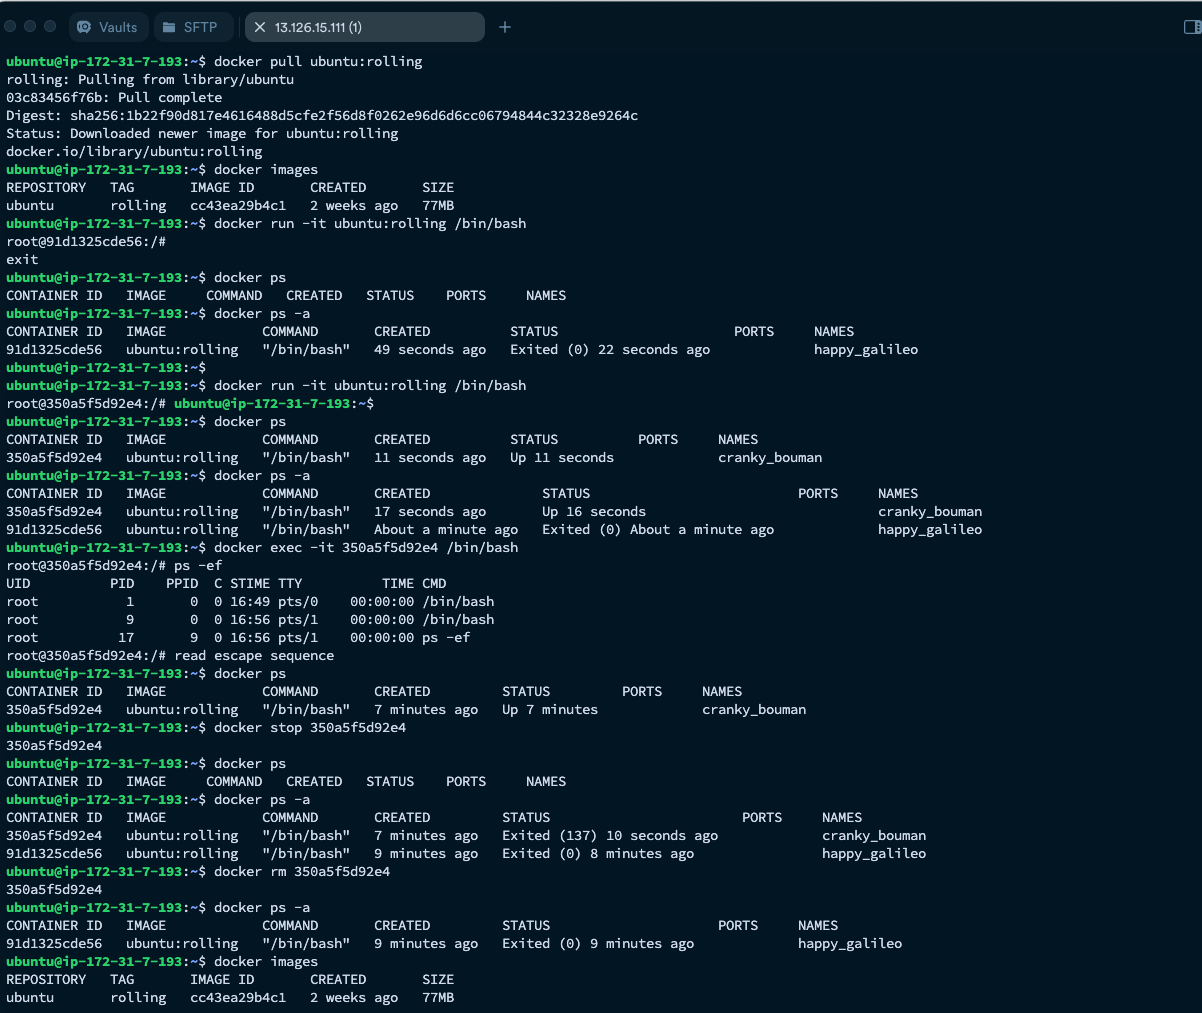 Vaults SFTP 13.126.15.111 (1)
ubuntu@ip-172-31-7-193:~$ docker pull ubuntu:rolling
rolling: Pulling from library/ubuntu
03c83456f76b: Pull complete
Digest: sha256:1b22f90d817e4616488d5cfe2f56d8f0262e96d6d6cc06794844c32328e9264c
Status: Downloaded newer image for ubuntu:rolling
docker.io/library/ubuntu:rolling
ubuntu@ip-172-31-7-193:~$ docker images
REPOSITORY   TAG       IMAGE ID       CREATED       SIZE
ubuntu       rolling   cc43ea29b4c1   2 weeks ago   77MB
ubuntu@ip-172-31-7-193:~$ docker run -it ubuntu:rolling /bin/bash
root@91d1325cde56:/#
exit
ubuntu@ip-172-31-7-193:~$ docker ps
CONTAINER ID   IMAGE     COMMAND   CREATED   STATUS    PORTS     NAMES
ubuntu@ip-172-31-7-193:~$ docker ps -a
CONTAINER ID   IMAGE            COMMAND       CREATED          STATUS                      PORTS     NAMES
91d1325cde56   ubuntu:rolling   "/bin/bash"   49 seconds ago   Exited (0) 22 seconds ago             happy_galileo
ubuntu@ip-172-31-7-193:~$
ubuntu@ip-172-31-7-193:~$ docker run -it ubuntu:rolling /bin/bash
root@350a5f5d92e4:/# ubuntu@ip-172-31-7-193:~$
ubuntu@ip-172-31-7-193:~$ docker ps
CONTAINER ID   IMAGE            COMMAND       CREATED          STATUS          PORTS     NAMES
350a5f5d92e4   ubuntu:rolling   "/bin/bash"   11 seconds ago   Up 11 seconds             cranky_bouman
ubuntu@ip-172-31-7-193:~$ docker ps -a
CONTAINER ID   IMAGE            COMMAND       CREATED              STATUS                          PORTS     NAMES
350a5f5d92e4   ubuntu:rolling   "/bin/bash"   17 seconds ago       Up 16 seconds                             cranky_bouman
91d1325cde56   ubuntu:rolling   "/bin/bash"   About a minute ago   Exited (0) About a minute ago             happy_galileo
ubuntu@ip-172-31-7-193:~$ docker exec -it 350a5f5d92e4 /bin/bash
root@350a5f5d92e4:/# ps -ef
UID          PID    PPID  C STIME TTY          TIME CMD
root           1       0  0 16:49 pts/0    00:00:00 /bin/bash
root           9       0  0 16:56 pts/1    00:00:00 /bin/bash
root          17       9  0 16:56 pts/1    00:00:00 ps -ef
root@350a5f5d92e4:/# read escape sequence
ubuntu@ip-172-31-7-193:~$ docker ps
CONTAINER ID   IMAGE            COMMAND       CREATED         STATUS         PORTS     NAMES
350a5f5d92e4   ubuntu:rolling   "/bin/bash"   7 minutes ago   Up 7 minutes             cranky_bouman
ubuntu@ip-172-31-7-193:~$ docker stop 350a5f5d92e4
350a5f5d92e4
ubuntu@ip-172-31-7-193:~$ docker ps
CONTAINER ID   IMAGE     COMMAND   CREATED   STATUS    PORTS     NAMES
ubuntu@ip-172-31-7-193:~$ docker ps -a
CONTAINER ID   IMAGE            COMMAND       CREATED         STATUS                        PORTS     NAMES
350a5f5d92e4   ubuntu:rolling   "/bin/bash"   7 minutes ago   Exited (137) 10 seconds ago             cranky_bouman
91d1325cde56   ubuntu:rolling   "/bin/bash"   9 minutes ago   Exited (0) 8 minutes ago                happy_galileo
ubuntu@ip-172-31-7-193:~$ docker rm 350a5f5d92e4
350a5f5d92e4
ubuntu@ip-172-31-7-193:~$ docker ps -a
CONTAINER ID   IMAGE            COMMAND       CREATED         STATUS                     PORTS     NAMES
91d1325cde56   ubuntu:rolling   "/bin/bash"   9 minutes ago   Exited (0) 9 minutes ago             happy_galileo
ubuntu@ip-172-31-7-193:~$ docker images
REPOSITORY   TAG       IMAGE ID       CREATED       SIZE
ubuntu       rolling   cc43ea29b4c1   2 weeks ago   77MB